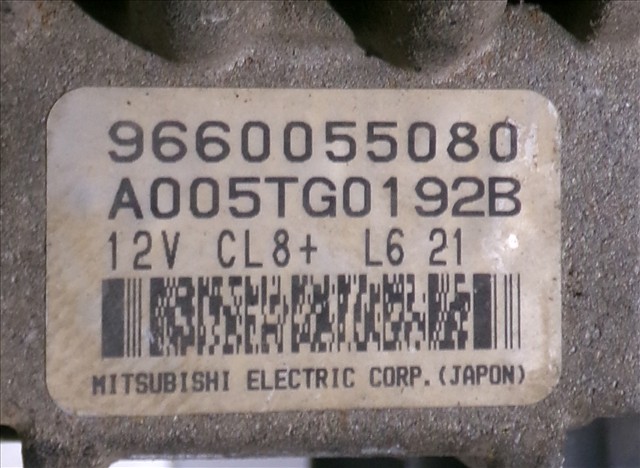 9660055080
A005TG0192B
12V CL8+ L6 21
MITSUBISHI ELECTRIC CORP.(JAPON)